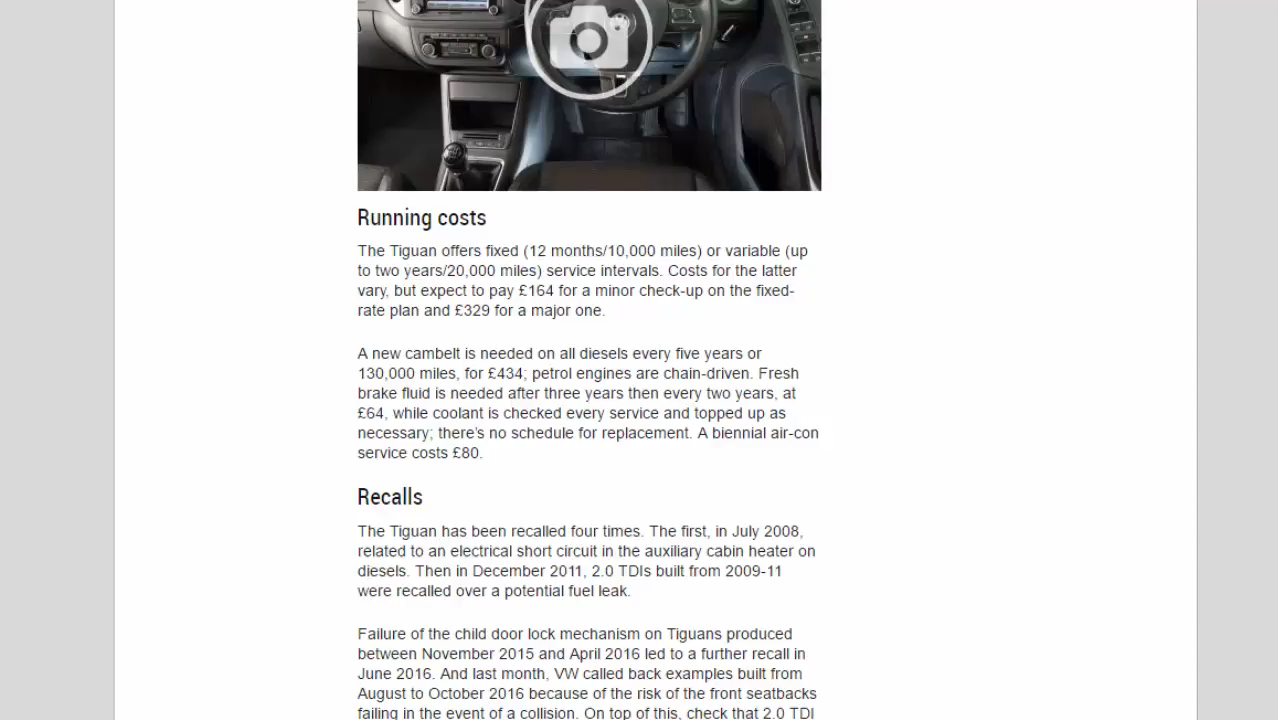 Running costs
The Tiguan offers fixed (12 months/10,000 miles) or variable (up
to two years/20,000 miles) service intervals. Costs for the latter
vary, but expect to pay £164 for a minor check-up on the fixed-
rate plan and £329 for a major one.
A new cambelt is needed on all diesels every five years or
130,000 miles, for £434; petrol engines are chain-driven. Fresh
brake fluid is needed after three years then every two years, at
£64, while coolant is checked every service and topped up as
necessary; there's no schedule for replacement. A biennial air-con
service costs £80.
Recalls
The Tiguan has been recalled four times. The first, in July 2008,
related to an electrical short circuit in the auxiliary cabin heater on
diesels. Then in December 2011, 2.0 TDIs built from 2009-11
were recalled over a potential fuel leak.
Failure of the child door lock mechanism on Tiguans produced
between November 2015 and April 2016 led to a further recall in
June 2016. And last month, VW called back examples built from
August to October 2016 because of the risk of the front seatbacks
failing in the event of a collision. On top of this, check that 2.0 TDI